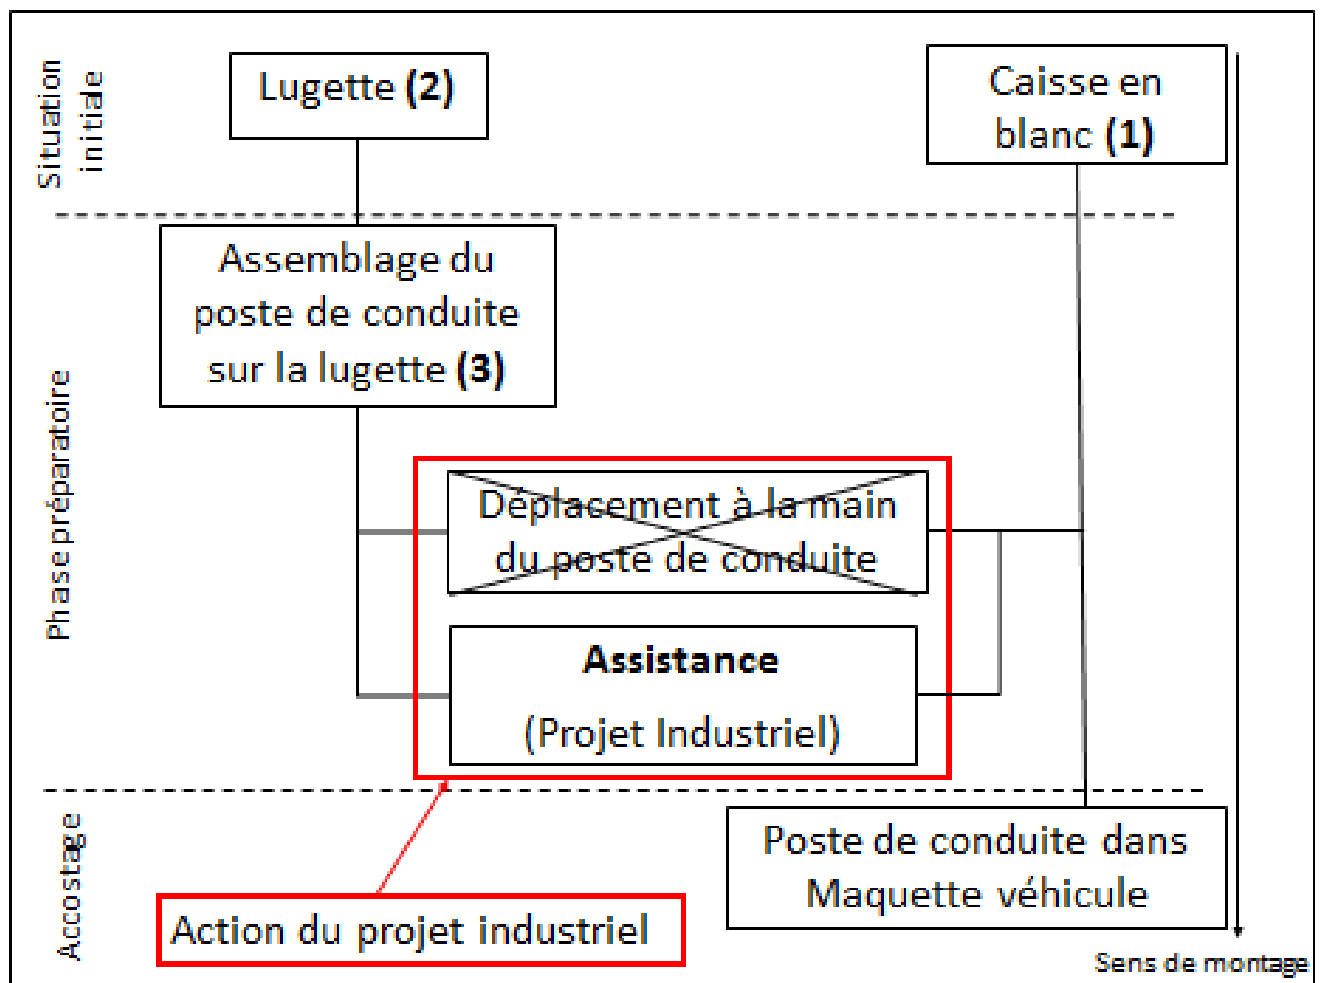 Situation
initiale
Lugette (2)
Caisse en
blanc (1)
Phase préparatoire
Assemblage du
poste de conduite
sur la lugette (3)
Déplacement à la main
du poste de conduite
Assistance
(Projet Industriel)
Accostage
Poste de conduite dans
Maquette véhicule
Action du projet industriel
Sens de montage